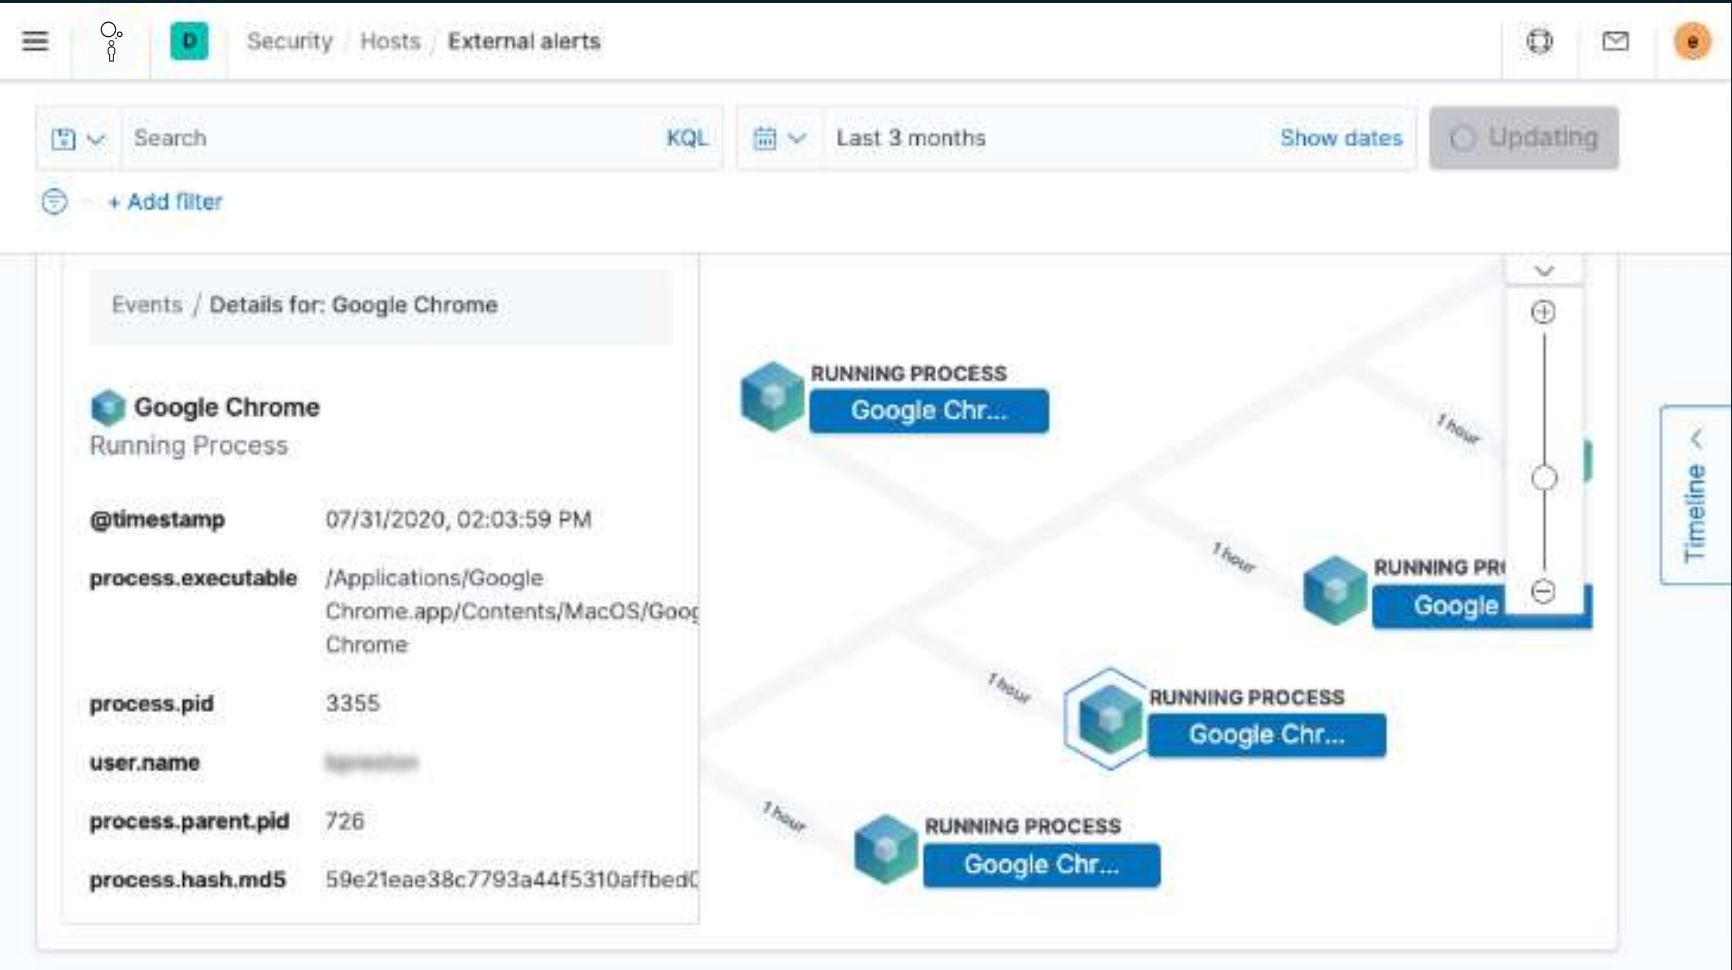 D
Security / Hosts / External alerts
e
Search
KQL
Last 3 months
Show dates
Updating
+ Add filter
Events / Details for: Google Chrome
Google Chrome
Running Process
@timestamp 07/31/2020, 02:03:59 PM
process.executable /Applications/Google
Chrome.app/Contents/MacOS/Goog
Chrome
process.pid 3355
user.name
process.parent.pid 726
process.hash.md5 59e21eae38c7793a44f5310affbed0
RUNNING PROCESS
Google Chr...
1 hour
1 hour
RUNNING PRO
Google
1 hour
RUNNING PROCESS
Google Chr...
1 hour
RUNNING PROCESS
Google Chr...
Timeline